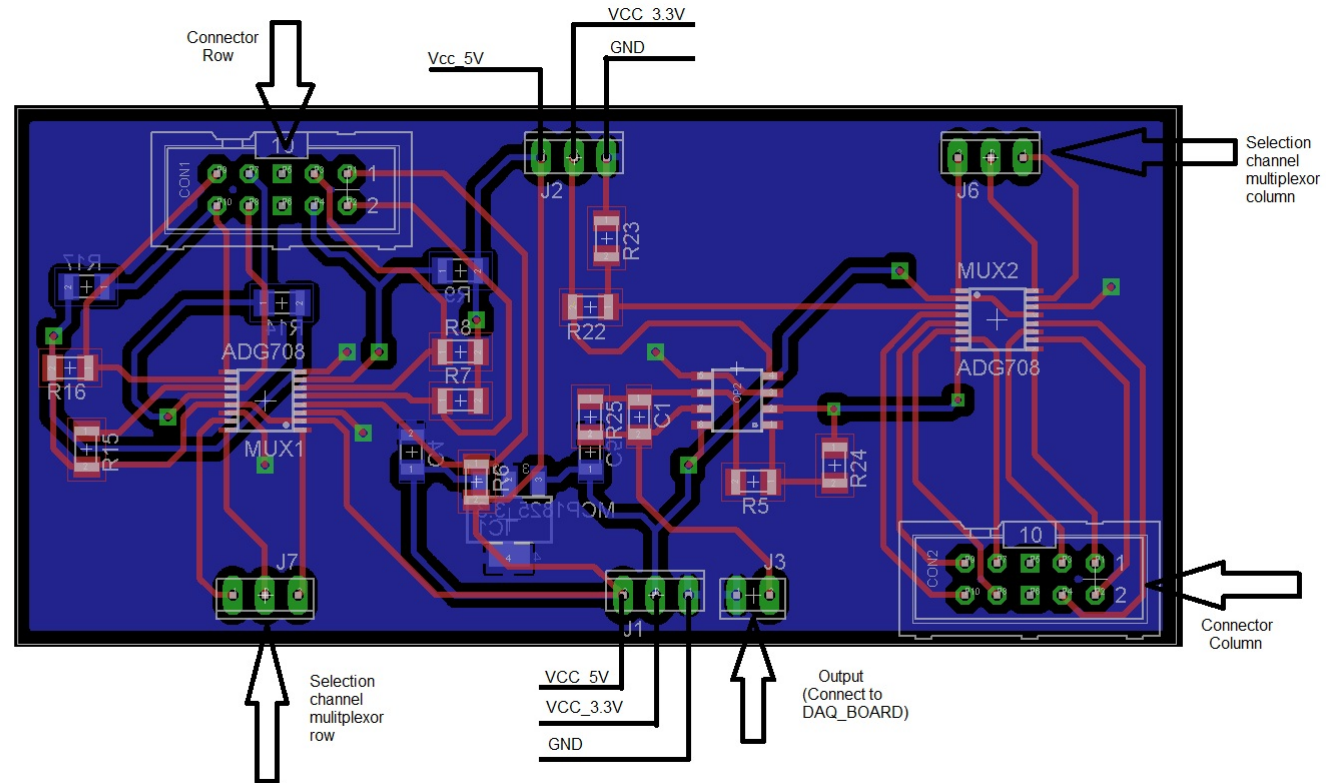 VCC_3.3V
GND
Vcc_5V
Connector
Row
Selection
channel
multiplexor
column
10
CON1
1
2
J2
J6
R17
R14
R9
R23
R22
MUX2
ADG708
ADG708
MUX1
R16
R15
R8
R7
R6
R25
C1
OP2
R5
R24
MCP1825
J7
J1
J3
CON2
10
1
2
Connector
Column
Selection
channel
mulitplexor
row
VCC_5V
VCC_3.3V
GND
Output
(Connect to
DAQ_BOARD)